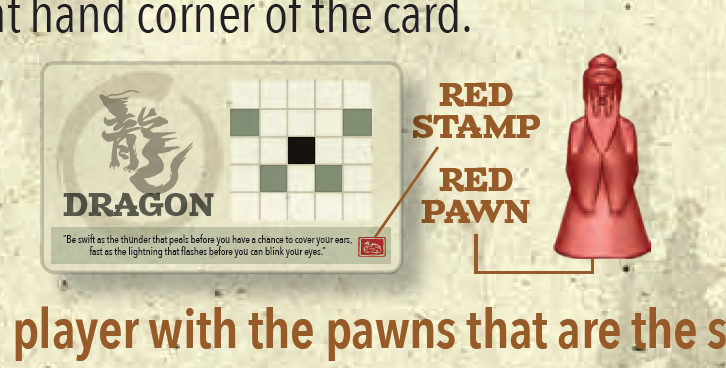 t hand corner of the card.
RED
STAMP
龍
RED
PAWN
DRAGON
"Be swift as the thunder that peals before you have a chance to cover your ears,
fast as the lightning that flashes before you can blink your eyes."
player with the pawns that are the s